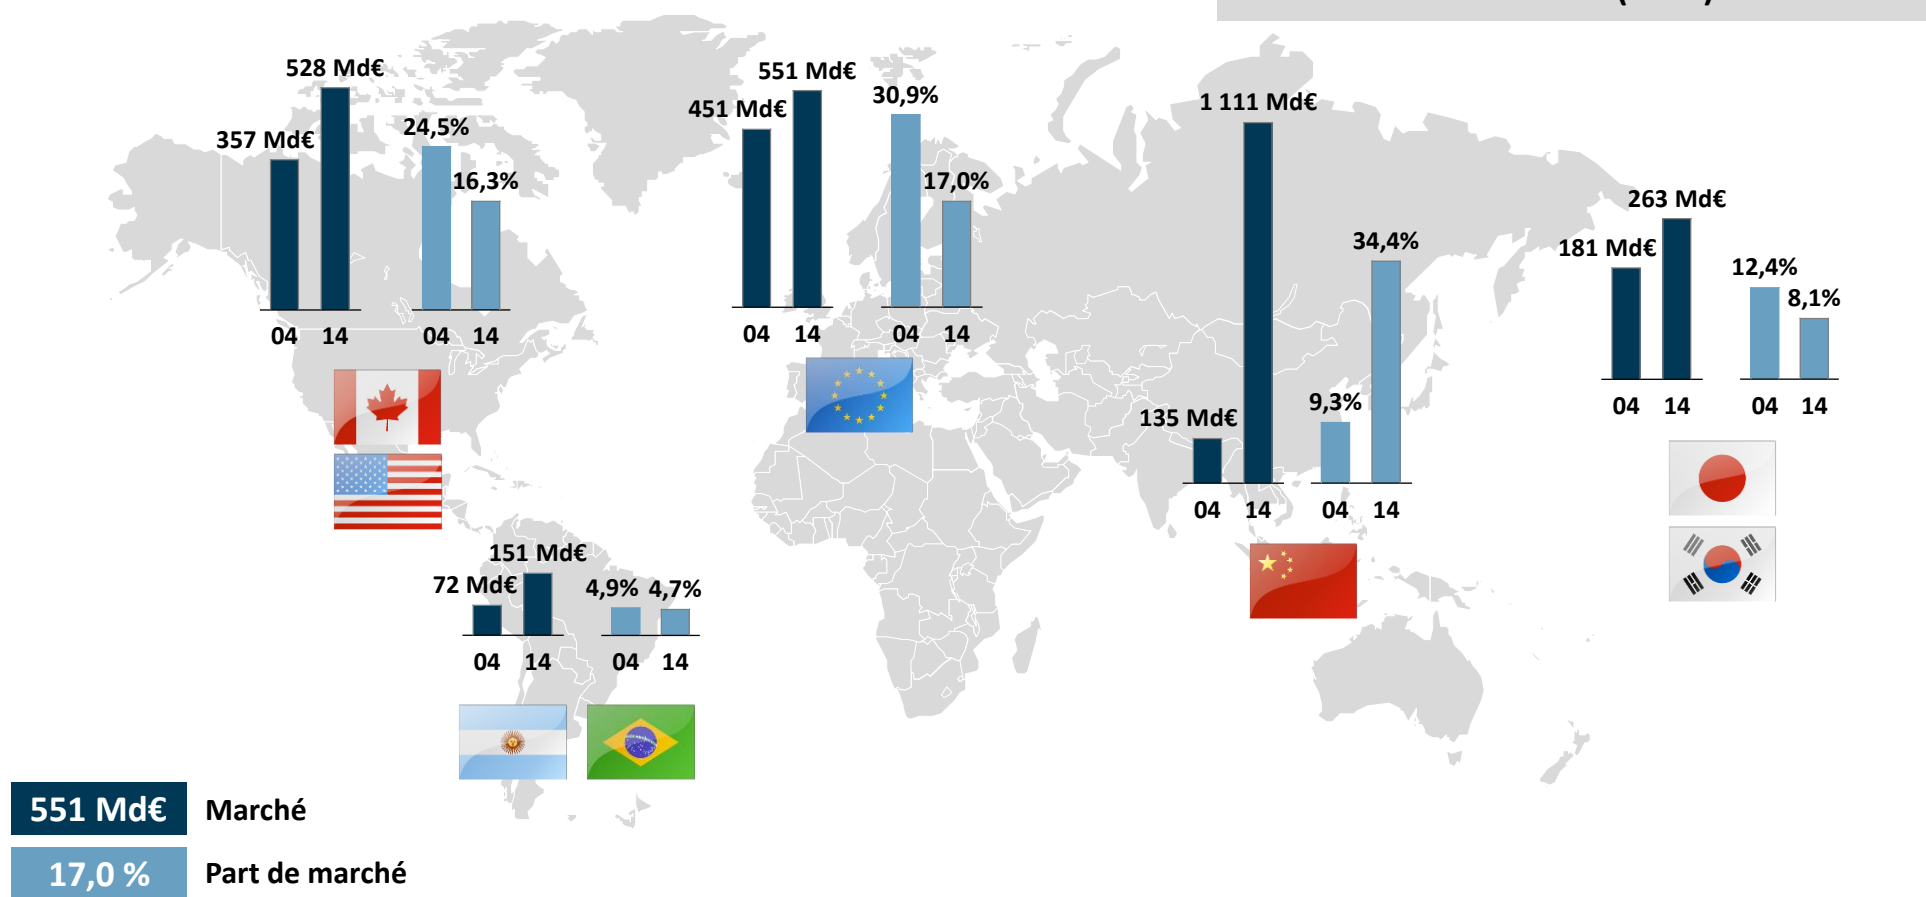 528 Md€
357 Md€
24,5%
16,3%
04 14 04 14
551 Md€
451 Md€
30,9%
17,0%
04 14 04 14
1 111 Md€
135 Md€
34,4%
9,3%
04 14 04 14
263 Md€
181 Md€
12,4%
8,1%
04 14 04 14
151 Md€
72 Md€
4,9% 4,7%
04 14 04 14
551 Md€ Marché
17,0 % Part de marché